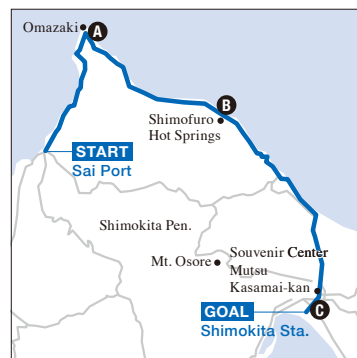 Omazaki
A
B
Shimofuro
Hot Springs
START
Sai Port
Shimokita Pen.
Mt. Osore
Souvenir Center
Mutsu
Kasamai-kan
GOAL
C
Shimokita Sta.